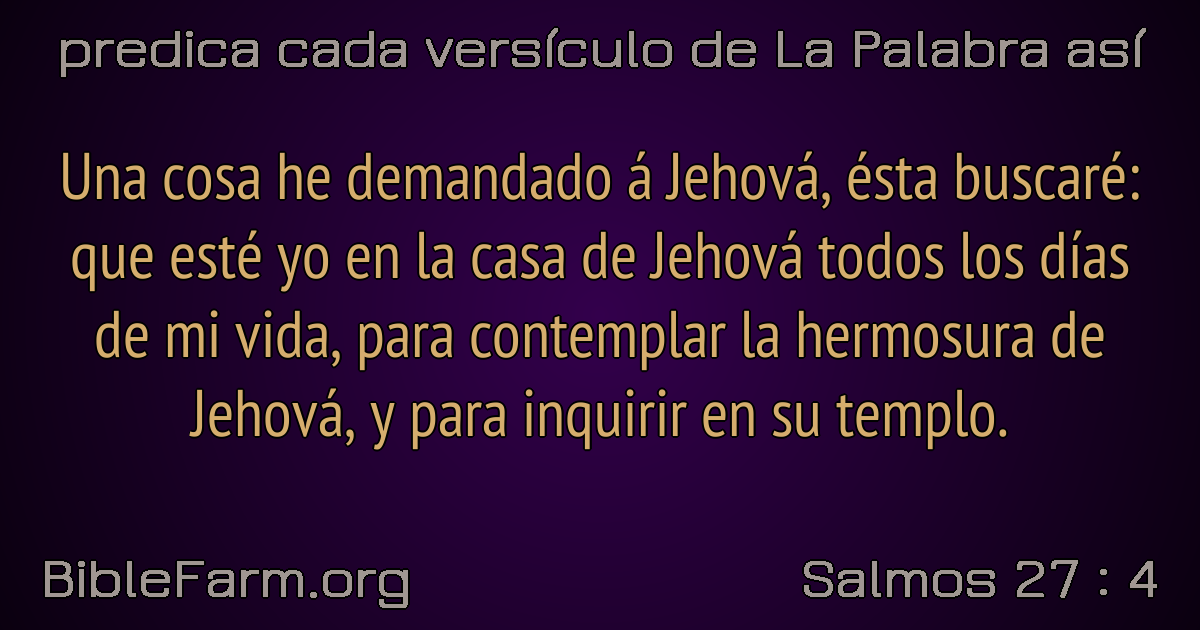 predica cada versículo de La Palabra así
Una cosa he demandado á Jehová, ésta buscaré:
que esté yo en la casa de Jehová todos los días
de mi vida, para contemplar la hermosura de
Jehová, y para inquirir en su templo.
BibleFarm.org
Salmos 27 : 4